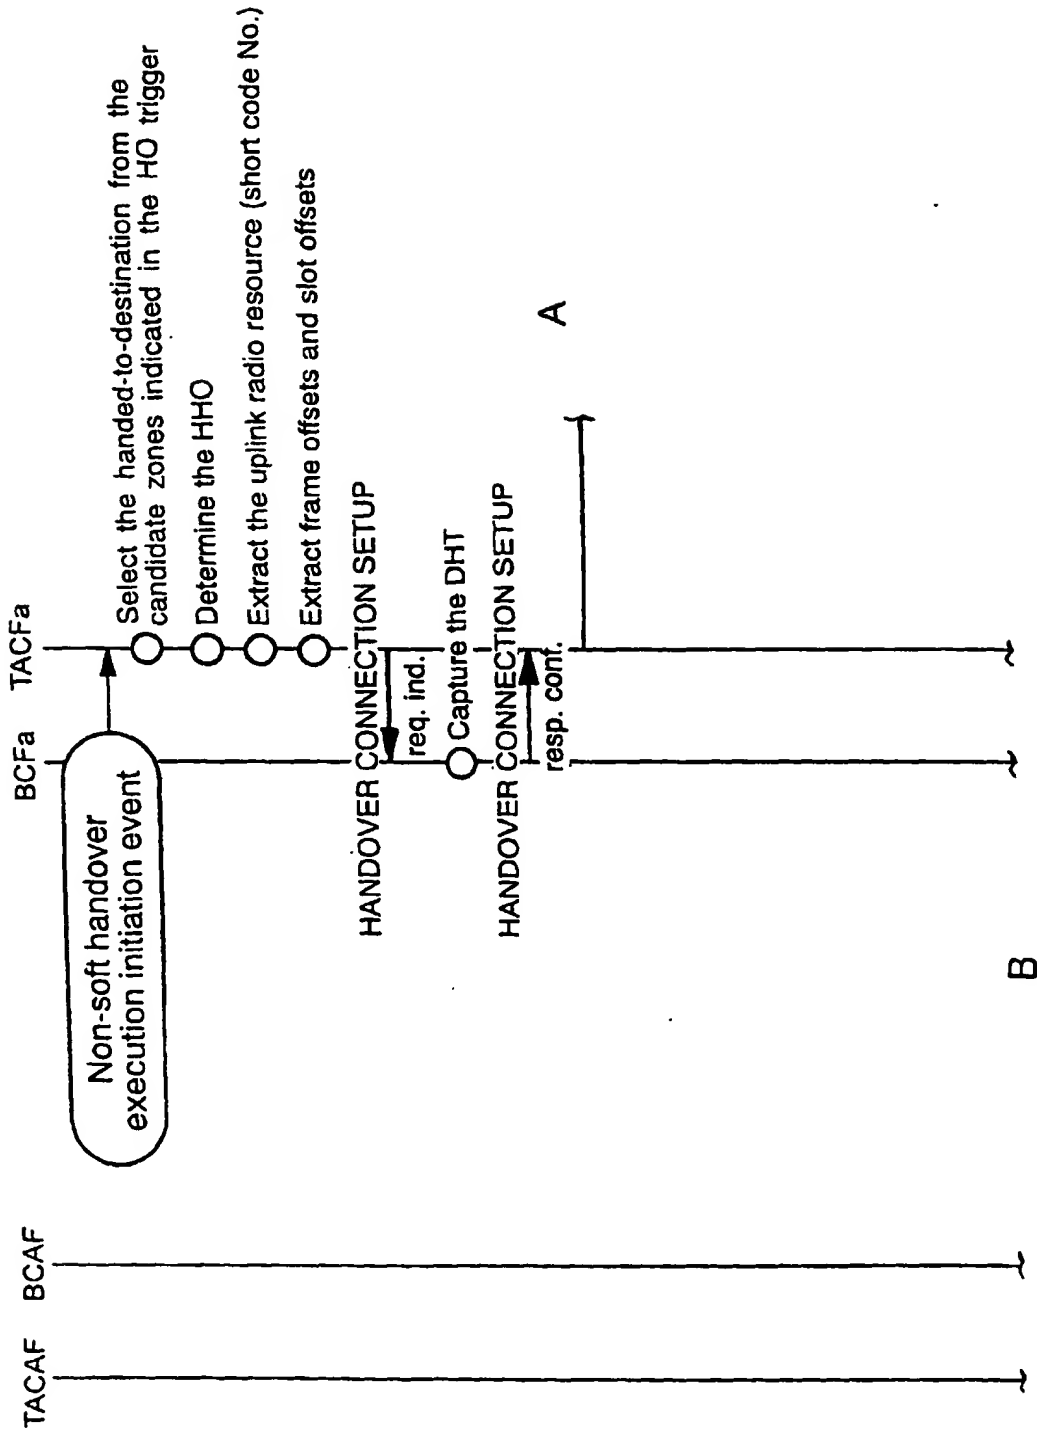 TACAF
BCAF
BCFa
TACFa
Non-soft handover
execution initiation event
Select the handed-to-destination from the
candidate zones indicated in the HO trigger
Determine the HHO
Extract the uplink radio resource (short code No.)
Extract frame offsets and slot offsets
HANDOVER CONNECTION SETUP
req. ind.
Capture the DHT
HANDOVER CONNECTION SETUP
resp. conf.
A
B